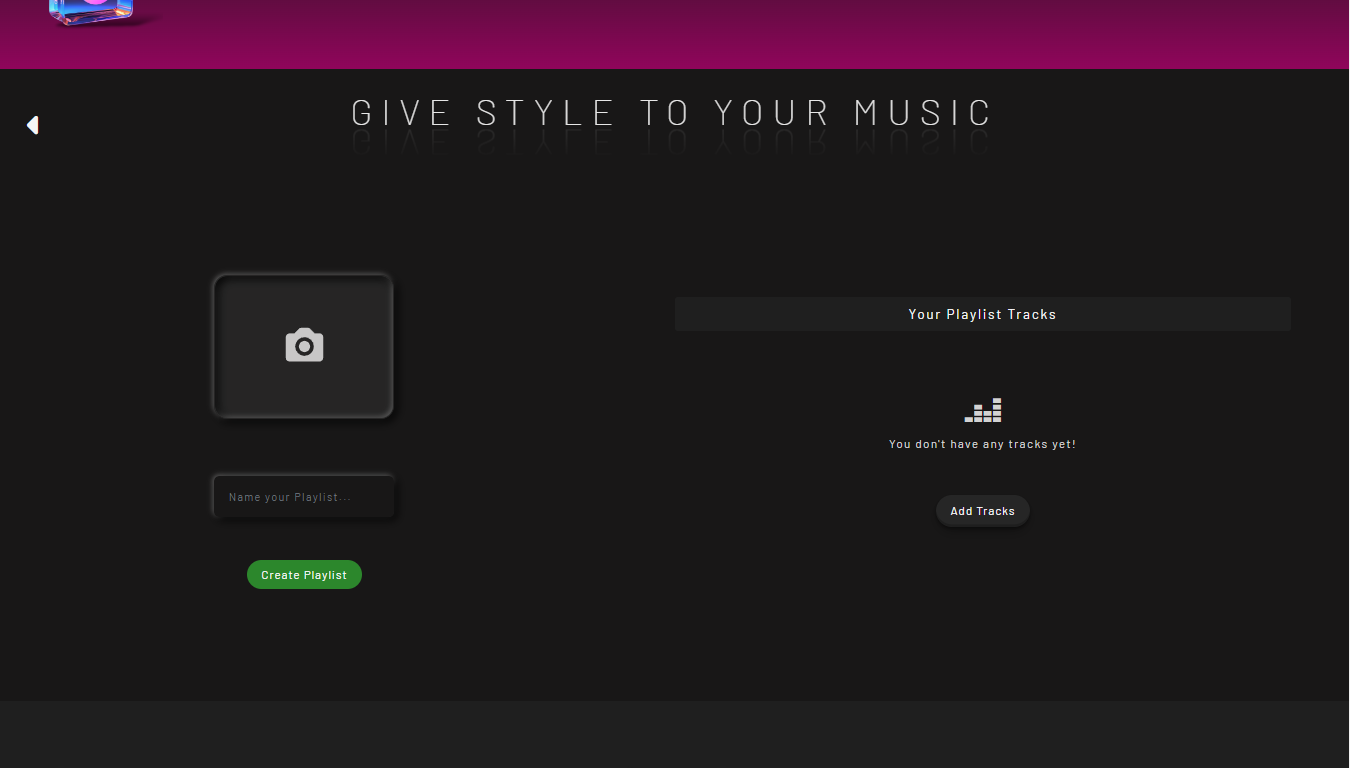 GIVE STYLE TO YOUR MUSIC
Your Playlist Tracks
You don't have any tracks yet!
Name your Playlist...
Add Tracks
Create Playlist